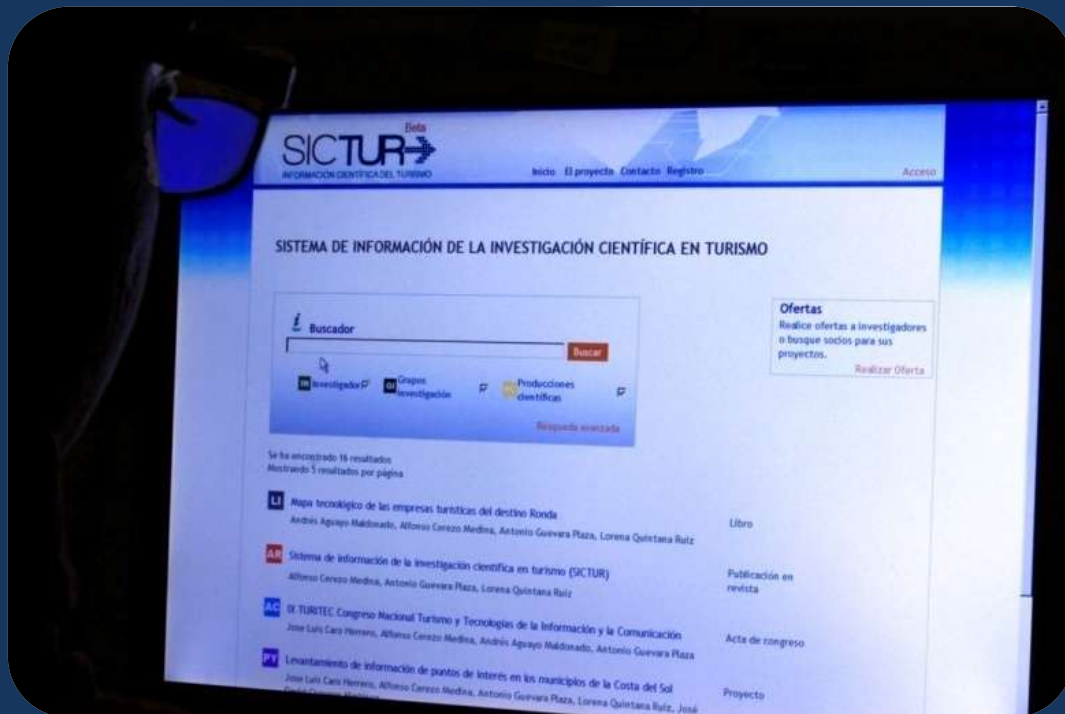 Beta
SICTUR
INFORMACIÓN CIENTÍFICA DEL TURISMO
Inicio El proyecto Contacto Registro
Acceso
SISTEMA DE INFORMACIÓN DE LA INVESTIGACIÓN CIENTÍFICA EN TURISMO
i Buscador
Buscar
IN Investigador
GI Grupos
investigación
Producciones
científicas
Búsqueda avanzada
Ofertas
Realice ofertas a investigadores
o busque socios para sus
proyectos.
Realizar Oferta
Se ha encontrado 16 resultados
Mostrando 5 resultados por página
LI Mapa tecnológico de las empresas turísticas del destino Ronda
Andrés Aguayo Maldonado, Alfonso Cerezo Medina, Antonio Guevara Plaza, Lorena Quintana Ruiz
Libro
AR Sistema de información de la investigación científica en turismo (SICTUR)
Alfonso Cerezo Medina, Antonio Guevara Plaza, Lorena Quintana Ruiz
Publicación en
revista
AC IX TURITEC Congreso Nacional Turismo y Tecnologías de la Información y la Comunicación
Jose Luis Caro Herrero, Alfonso Cerezo Medina, Andrés Aguayo Maldonado, Antonio Guevara Plaza
Acta de congreso
PY Levantamiento de información de puntos de interés en los municipios de la Costa del Sol
Jose Luis Caro Herrero, Alfonso Cerezo Medina, Antonio Guevara Plaza, Lorena Quintana Ruiz, José
Proyecto